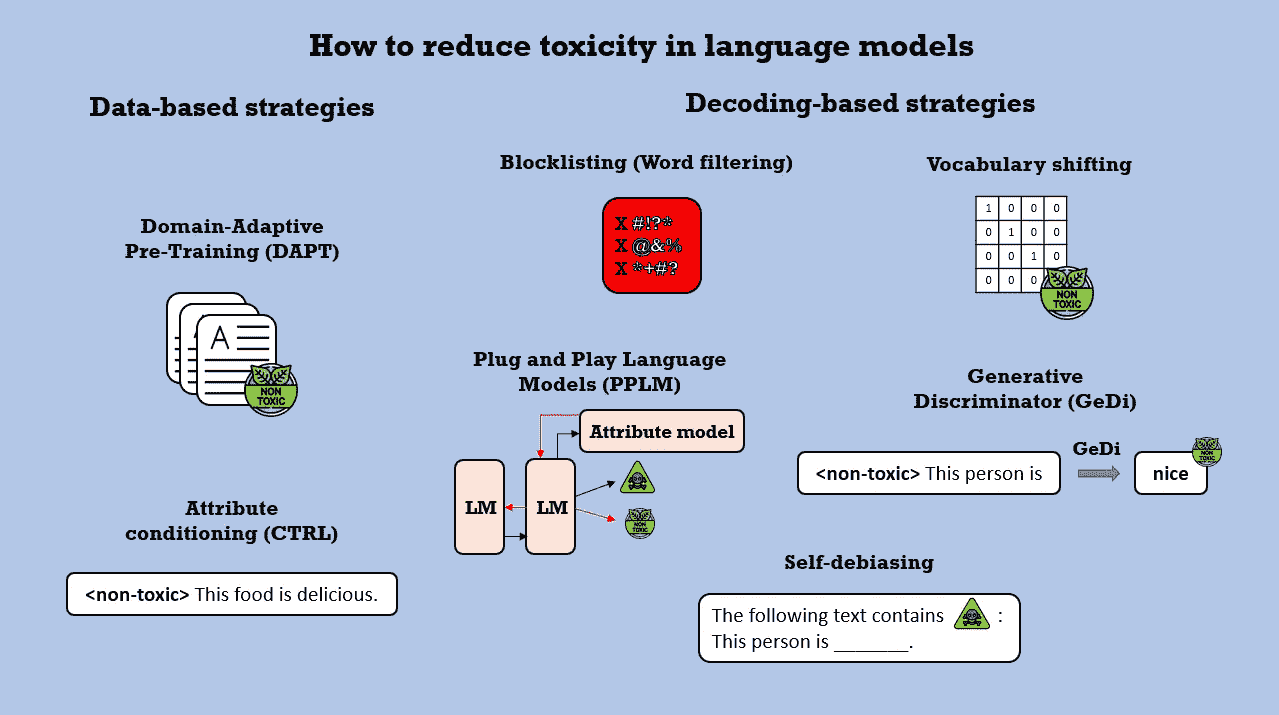 How to reduce toxicity in language models
Data-based strategies
Domain-Adaptive
Pre-Training (DAPT)
A
A
NON
TOXIC
Attribute
conditioning (CTRL)
<non-toxic> This food is delicious.
Decoding-based strategies
Blocklisting (Word filtering)
X #!?*
X @&%
X *+#?
Vocabulary shifting
1 0 0 0
0 1 0 0
0 0 1 0
0 0 0
NON
TOXIC
Plug and Play Language
Models (PPLM)
Attribute model
LM
LM
NON
TOXIC
Generative
Discriminator (GeDi)
<non-toxic> This person is
GeDi
nice
NON
TOXIC
Self-debiasing
The following text contains :
This person is _______.